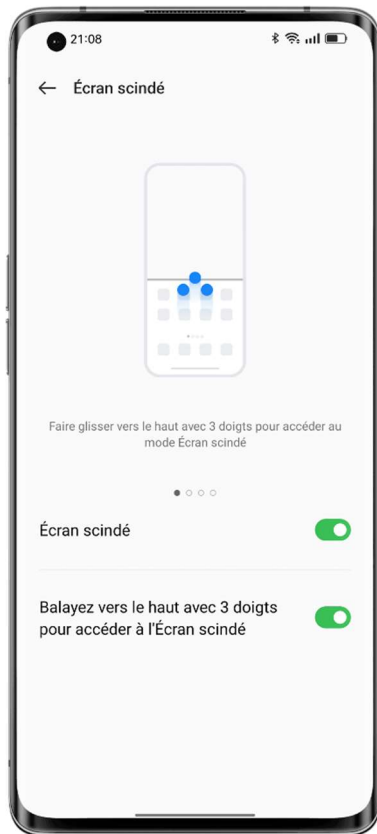 21:08
Écran scindé
Faire glisser vers le haut avec 3 doigts pour accéder au
mode Écran scindé
Écran scindé
Balayez vers le haut avec 3 doigts
pour accéder à l'Écran scindé